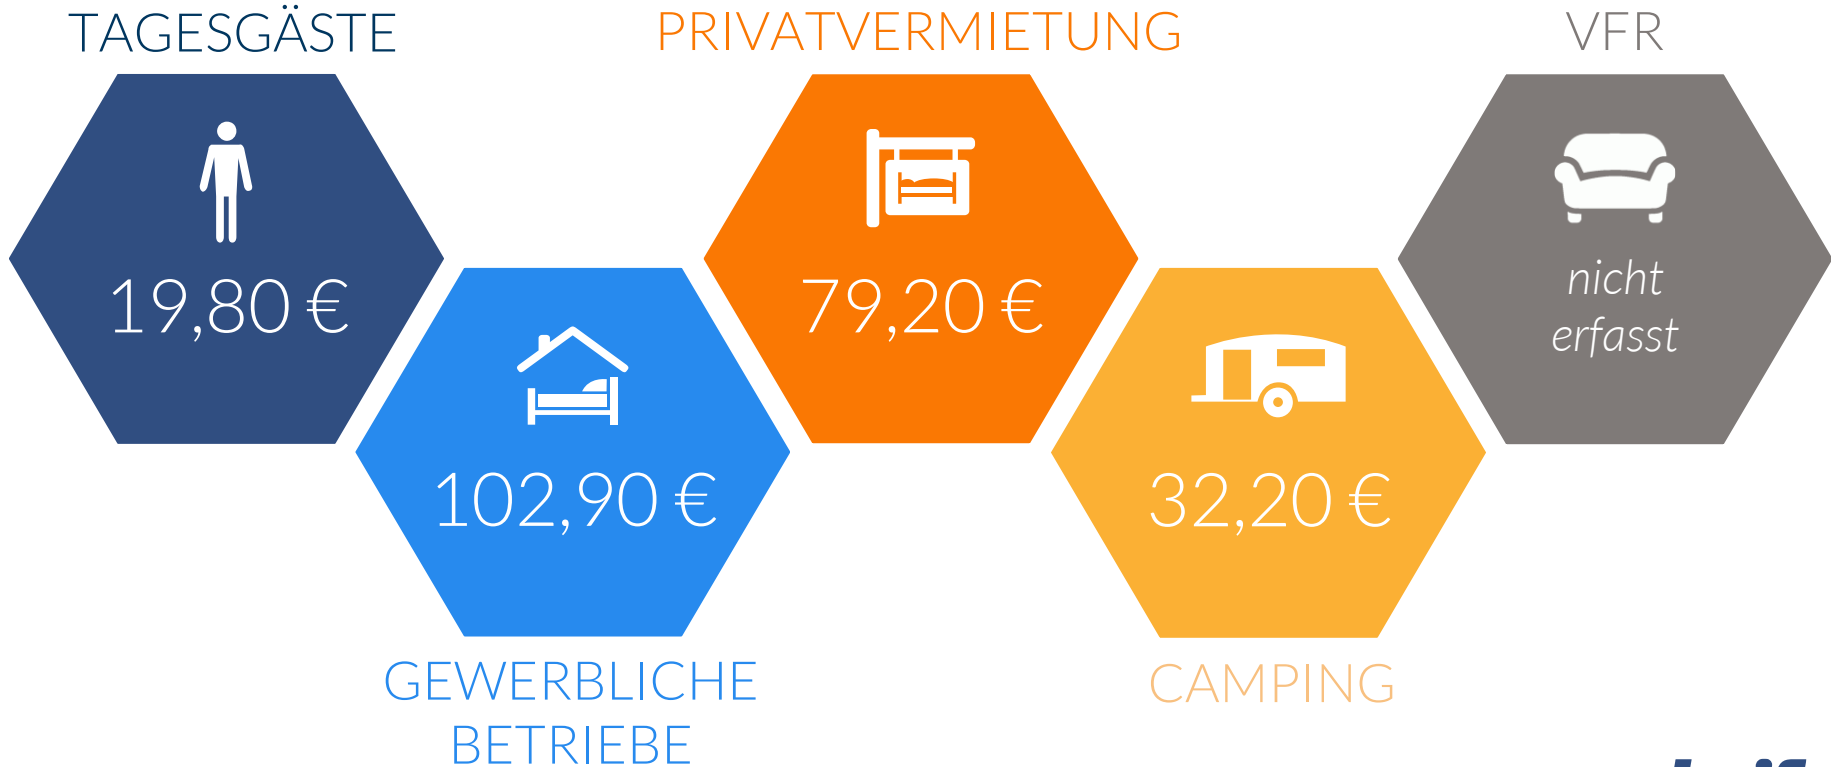 TAGESGÄSTE
19,80 €
102,90 €
GEWERBLICHE
BETRIEBE
PRIVATVERMIETUNG
79,20 €
32,20 €
CAMPING
VFR
nicht
erfasst